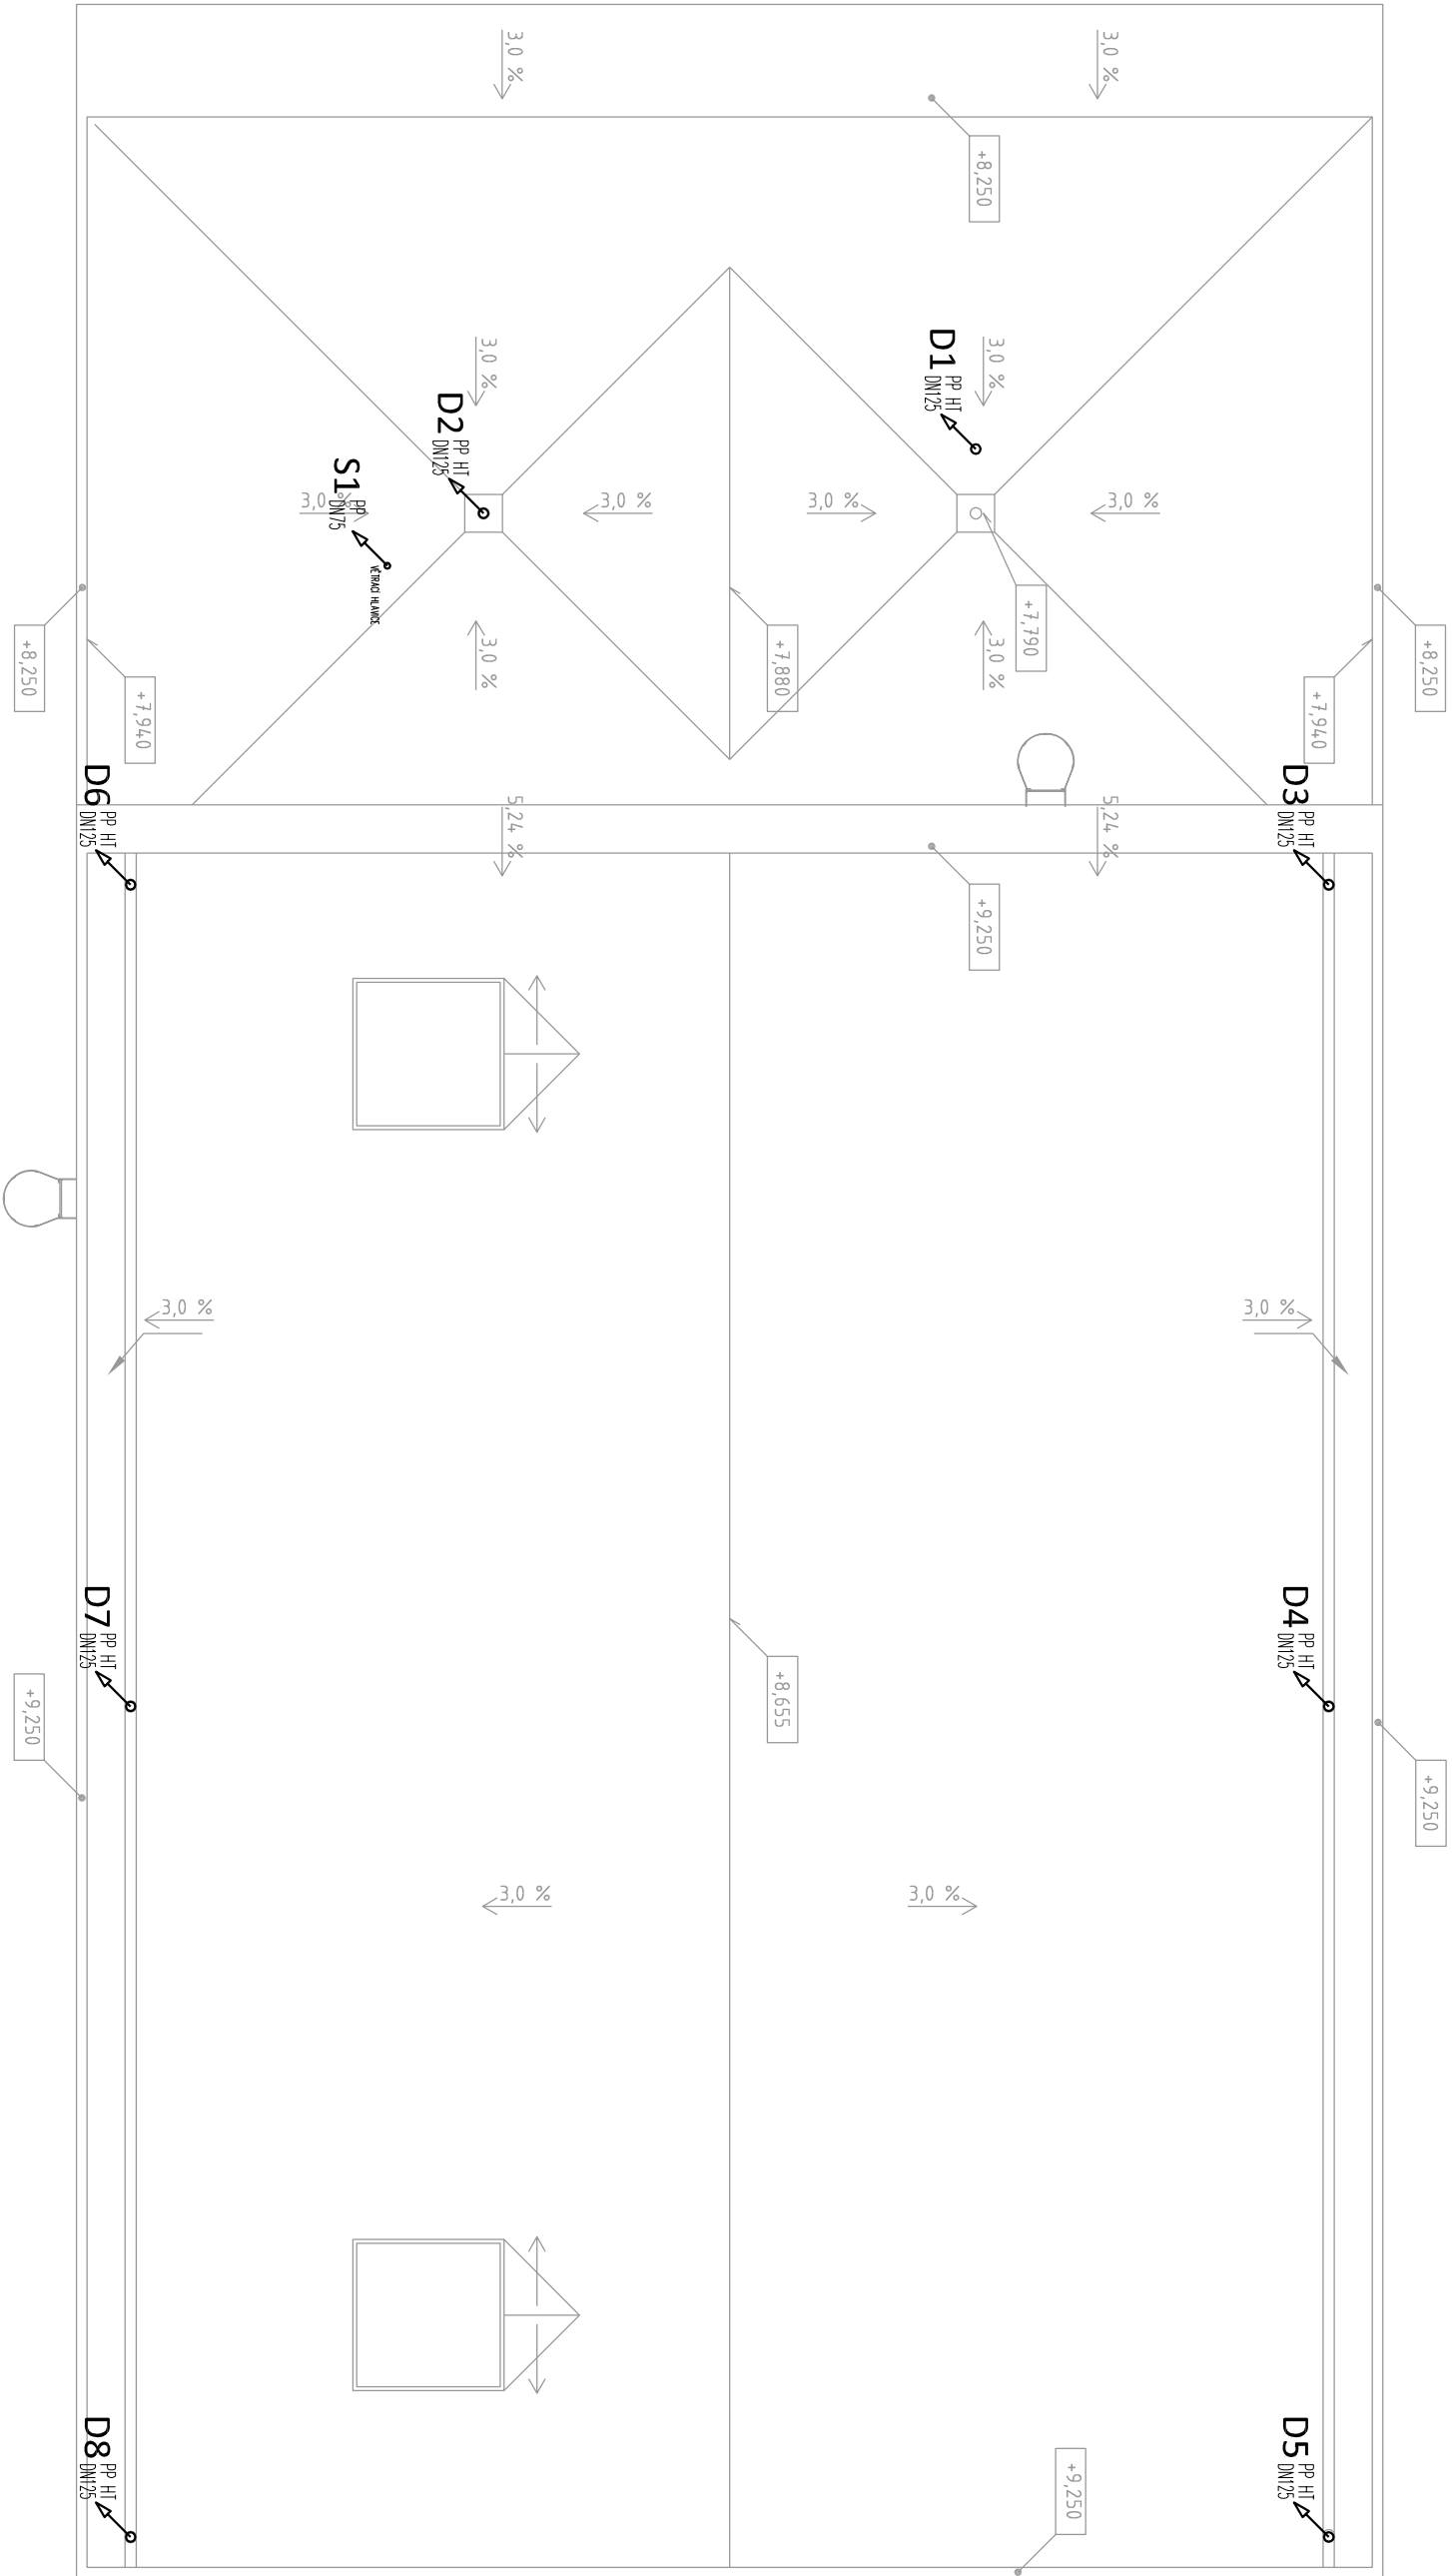 3,0 %
3,0 %
+8,250
D1 PP HT
DN125
3,0 %
3,0 %
D2 PP HT
DN125
S1 PP
DN75
VĚTRACÍ HLAVICE
3,0 %
3,0 %
3,0 %
3,0 %
+7,790
3,0 %
3,0 %
+8,250
+7,940
+7,880
+7,940
+8,250
D6 PP HT
DN125
5,24 %
5,24 %
D3 PP HT
DN125
+9,250
3,0 %
3,0 %
D7 PP HT
DN125
D4 PP HT
DN125
+9,250
+8,655
+9,250
3,0 %
3,0 %
D8 PP HT
DN125
+9,250
D5 PP HT
DN125